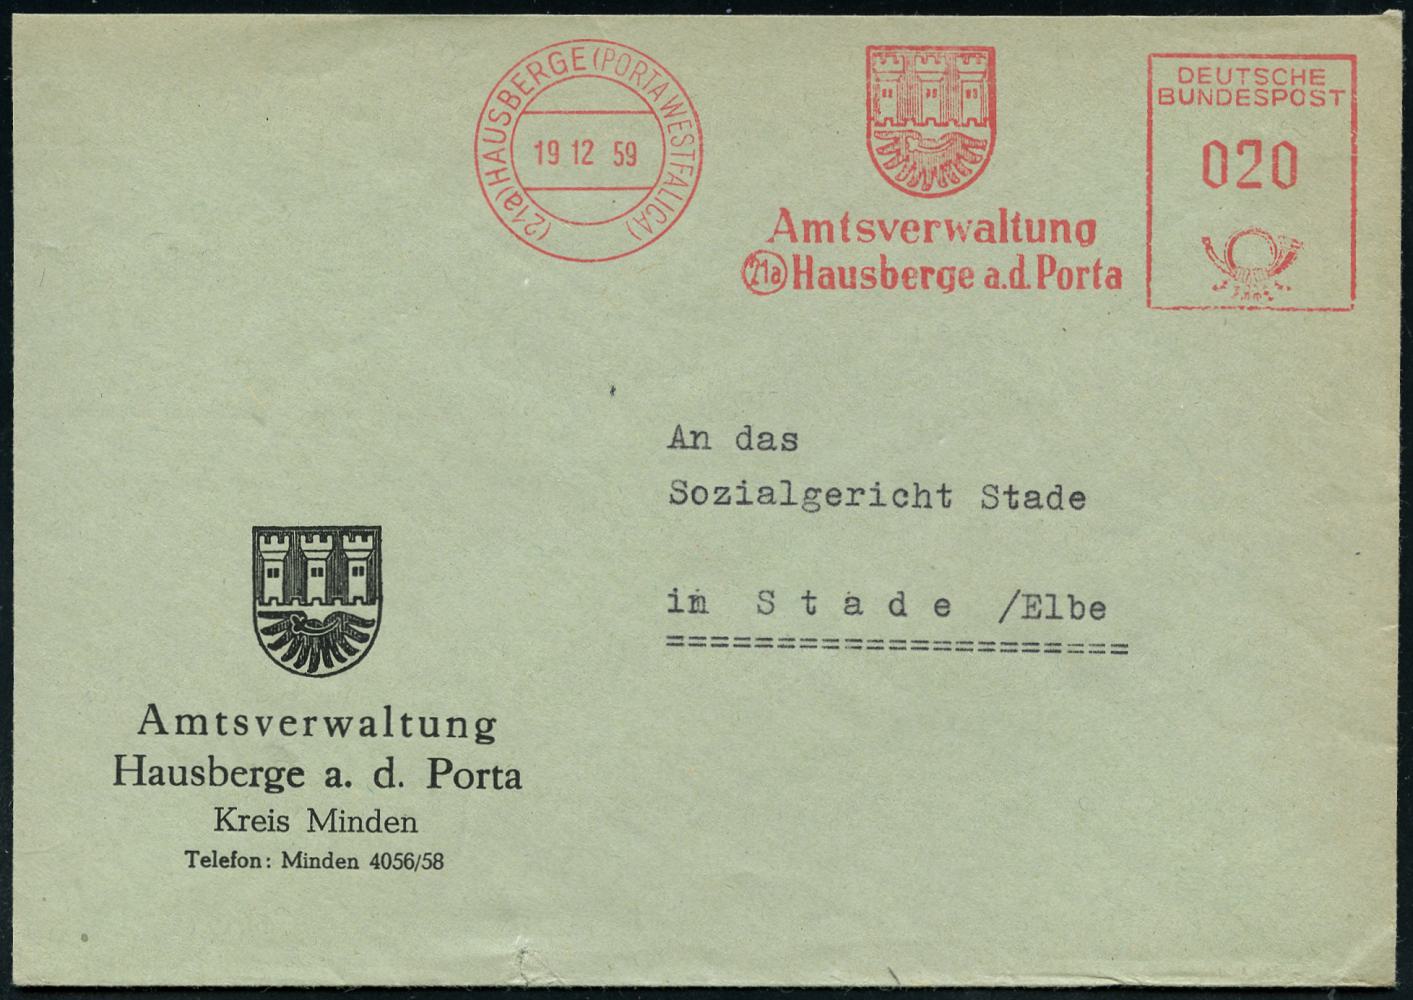 (21a) HAUSBERGE (PORTA WESTFALICA)
19 12 59
Amtsverwaltung
21a Hausberge a.d. Porta
DEUTSCHE
BUNDESPOST
020
An das
Sozialgericht Stade
in S t a d e /Elbe
=====================
Amtsverwaltung
Hausberge a. d. Porta
Kreis Minden
Telefon: Minden 4056/58